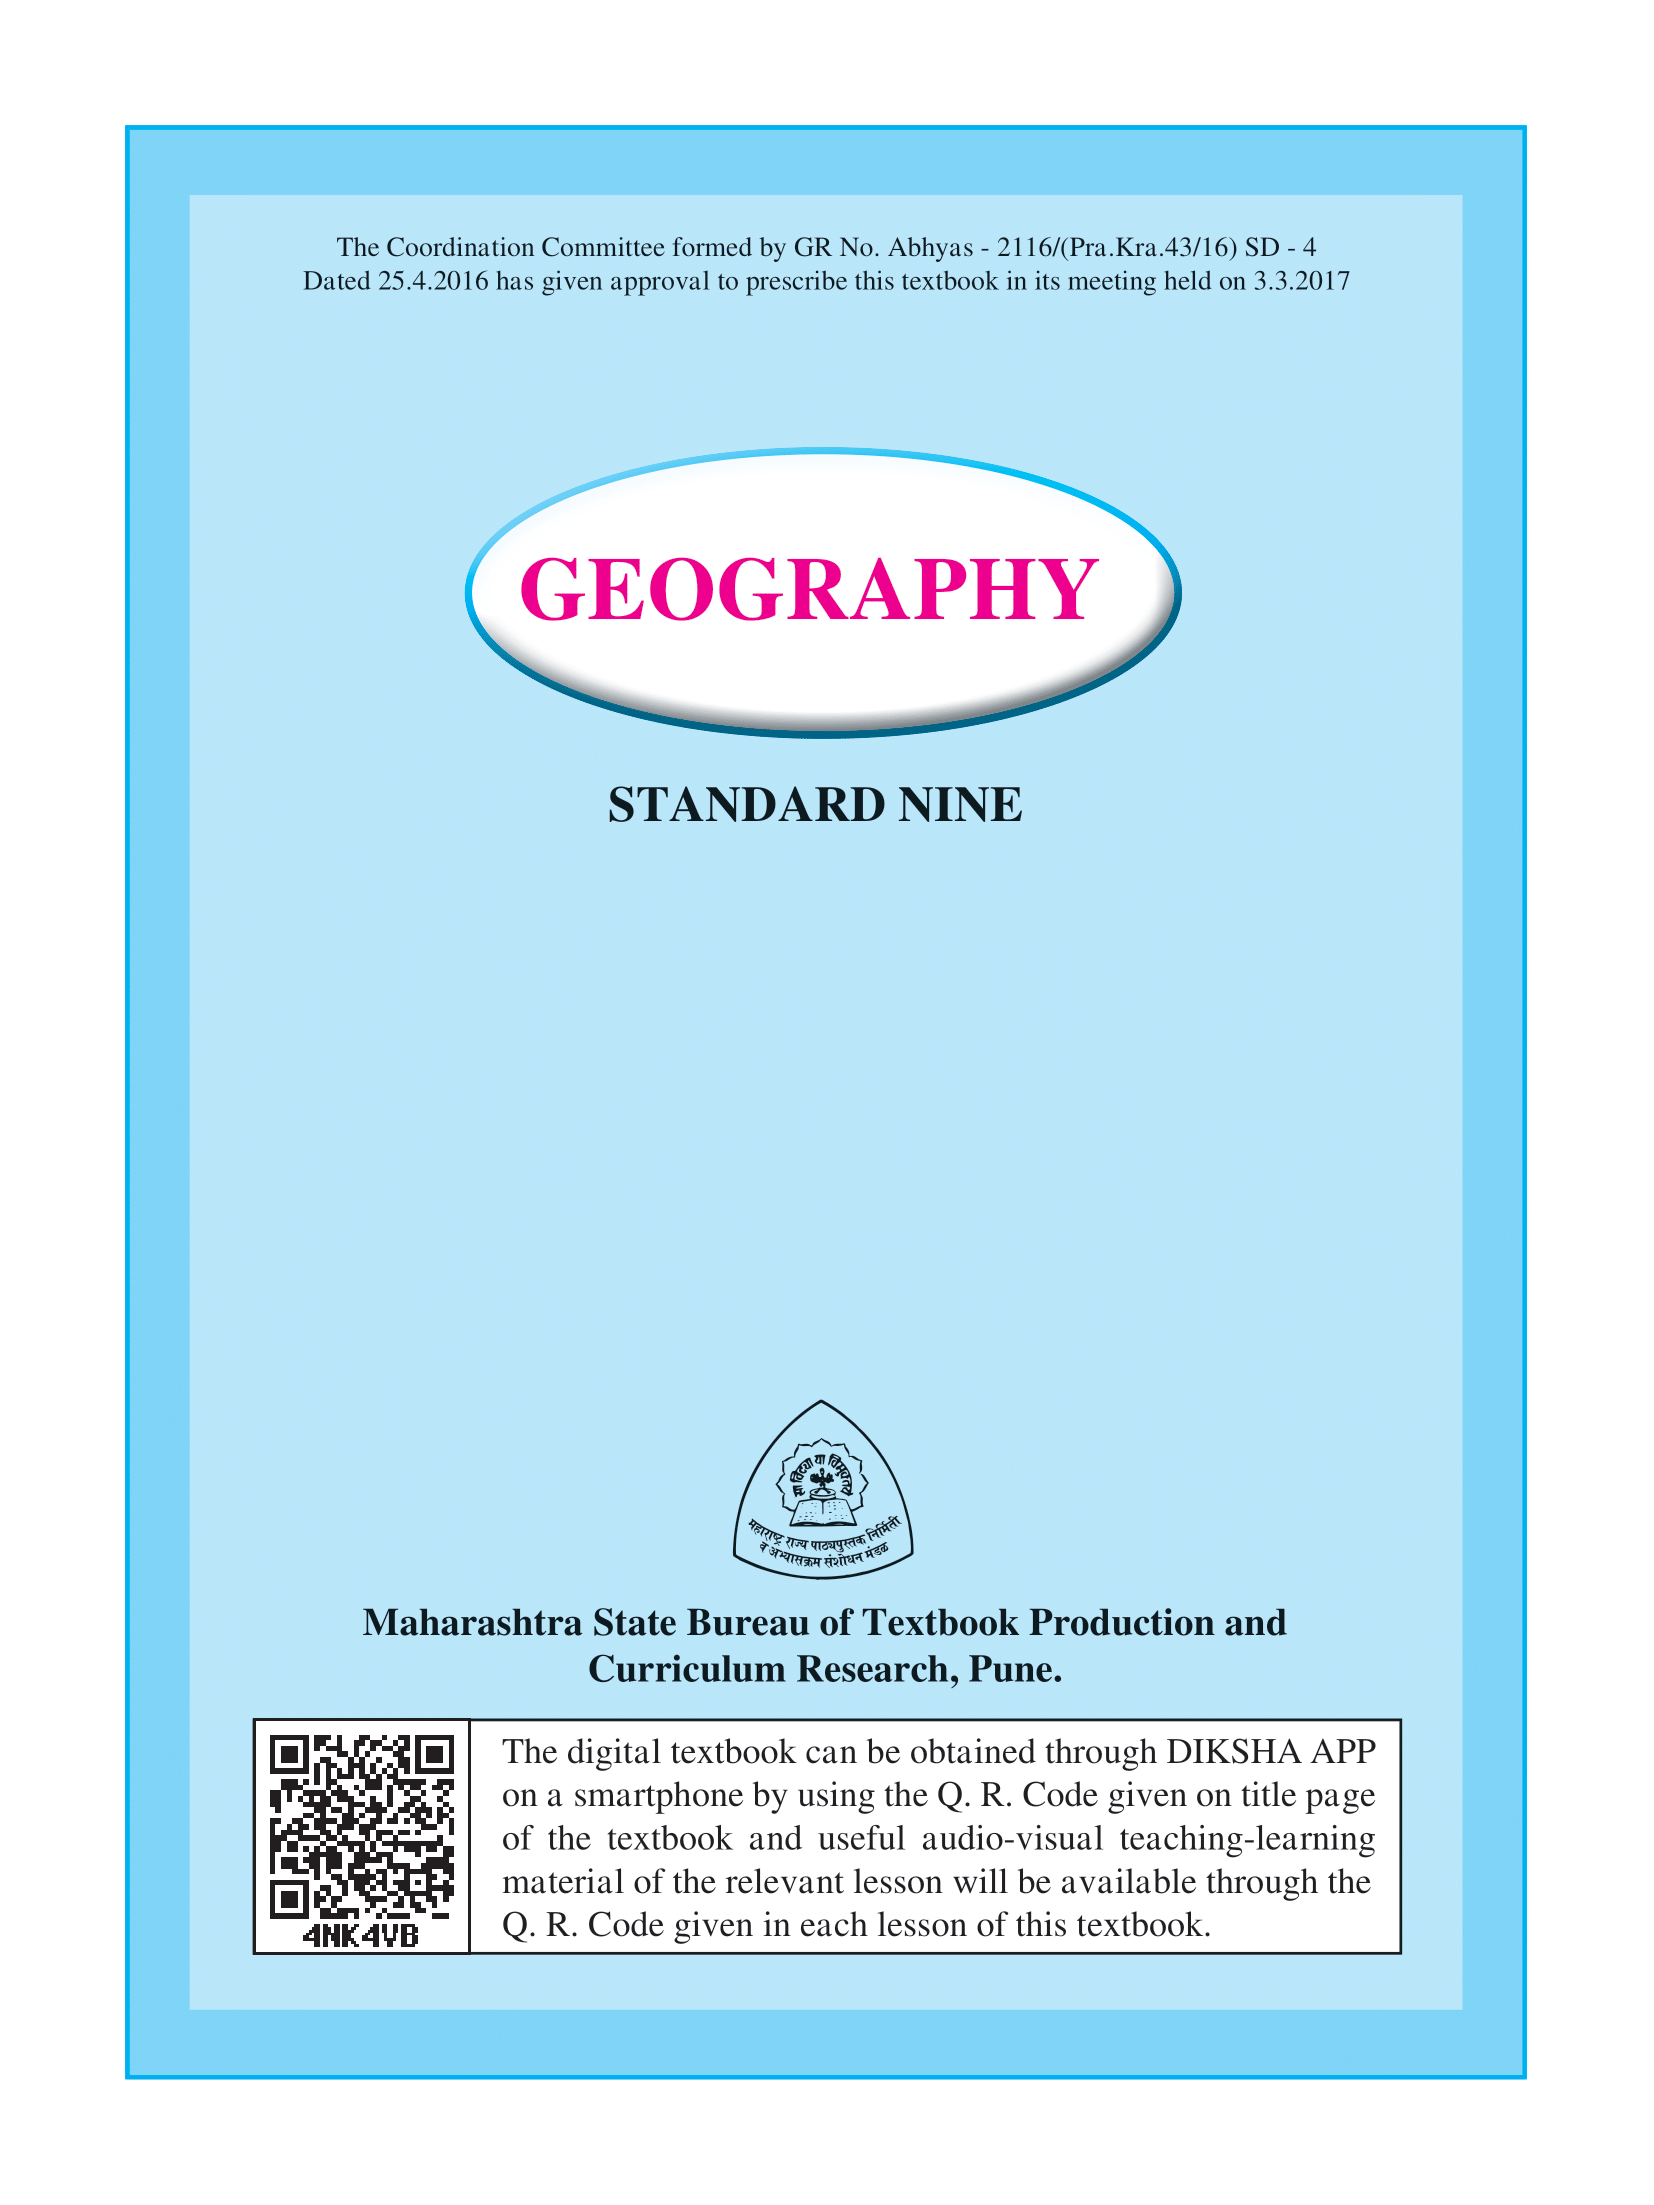 The Coordination Committee formed by GR No. Abhyas - 2116/(Pra.Kra.43/16) SD - 4
Dated 25.4.2016 has given approval to prescribe this textbook in its meeting held on 3.3.2017
GEOGRAPHY
STANDARD NINE
सा विद्या या विमुक्तये
महाराष्ट्र राज्य पाठ्यपुस्तक निर्मिती
व अभ्यासक्रम संशोधन मंडळ
Maharashtra State Bureau of Textbook Production and
Curriculum Research, Pune.
The digital textbook can be obtained through DIKSHA APP
on a smartphone by using the Q. R. Code given on title page
of the textbook and useful audio-visual teaching-learning
material of the relevant lesson will be available through the
Q. R. Code given in each lesson of this textbook.
4NK4VB